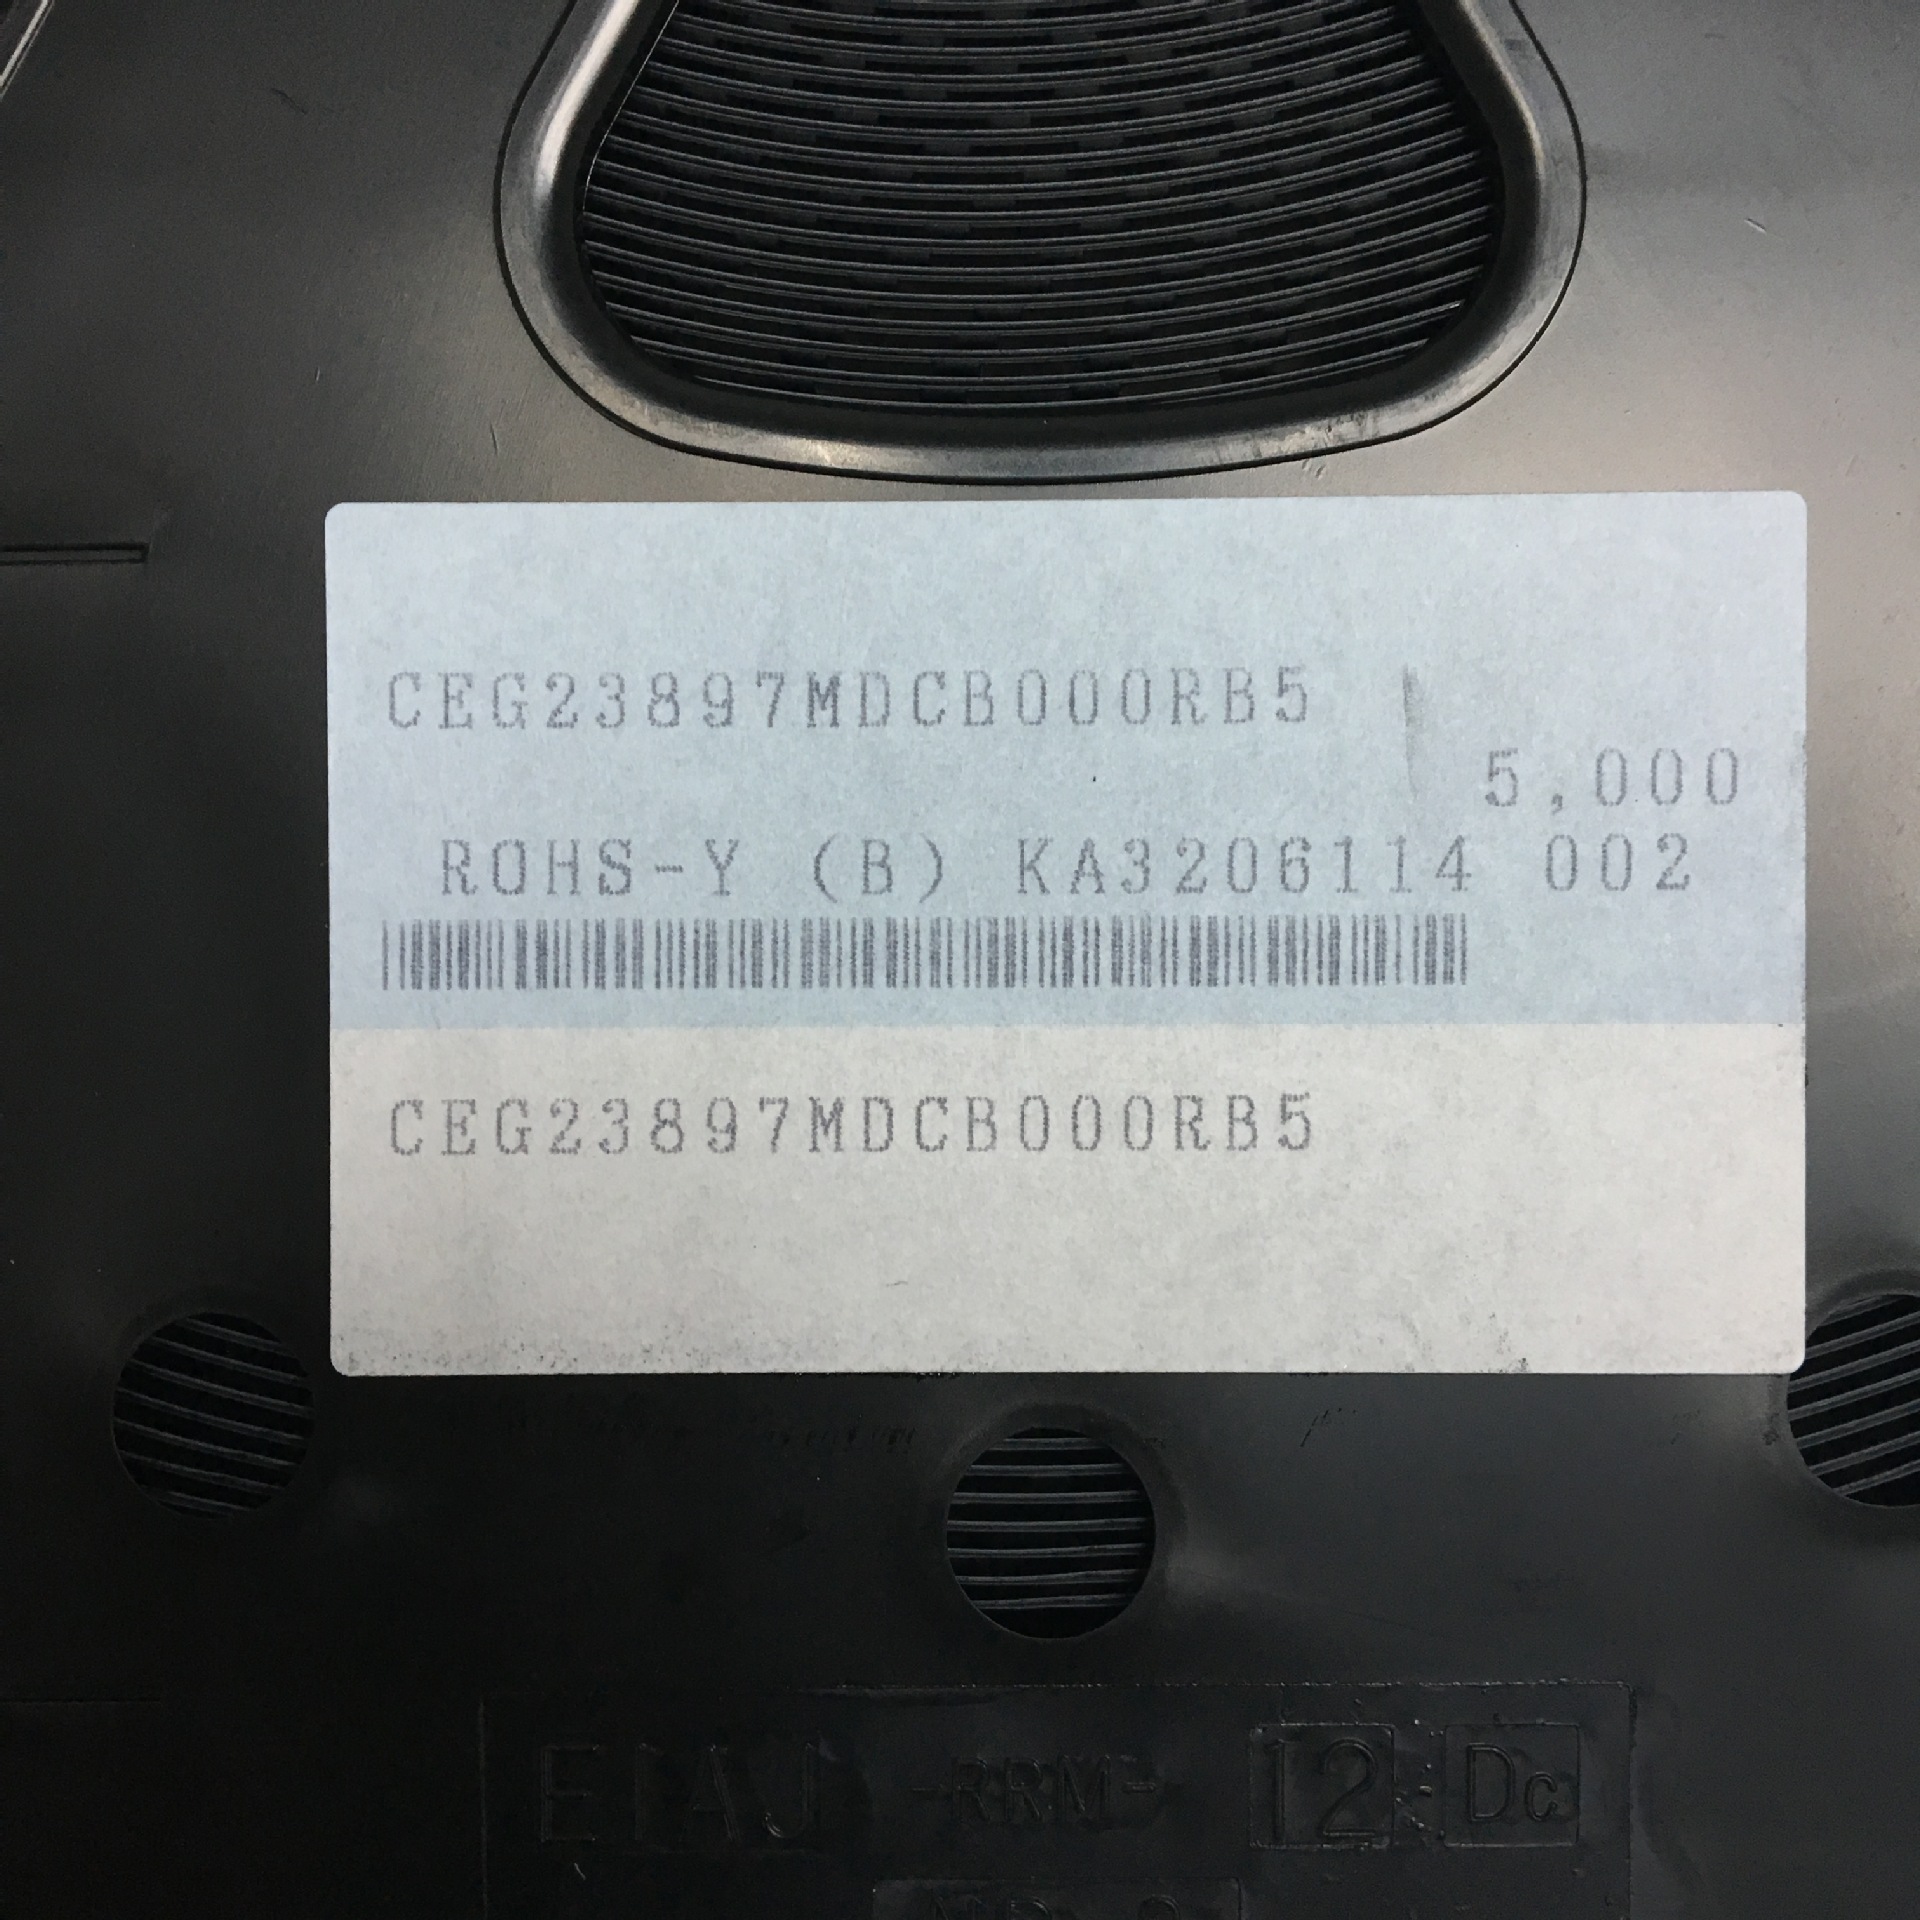 CEG23897MDCB000RB5
5,000
ROHS-Y (B) KA3206114 002
CEG23897MDCB000RB5
EIAJ -RRM- 12 Dc